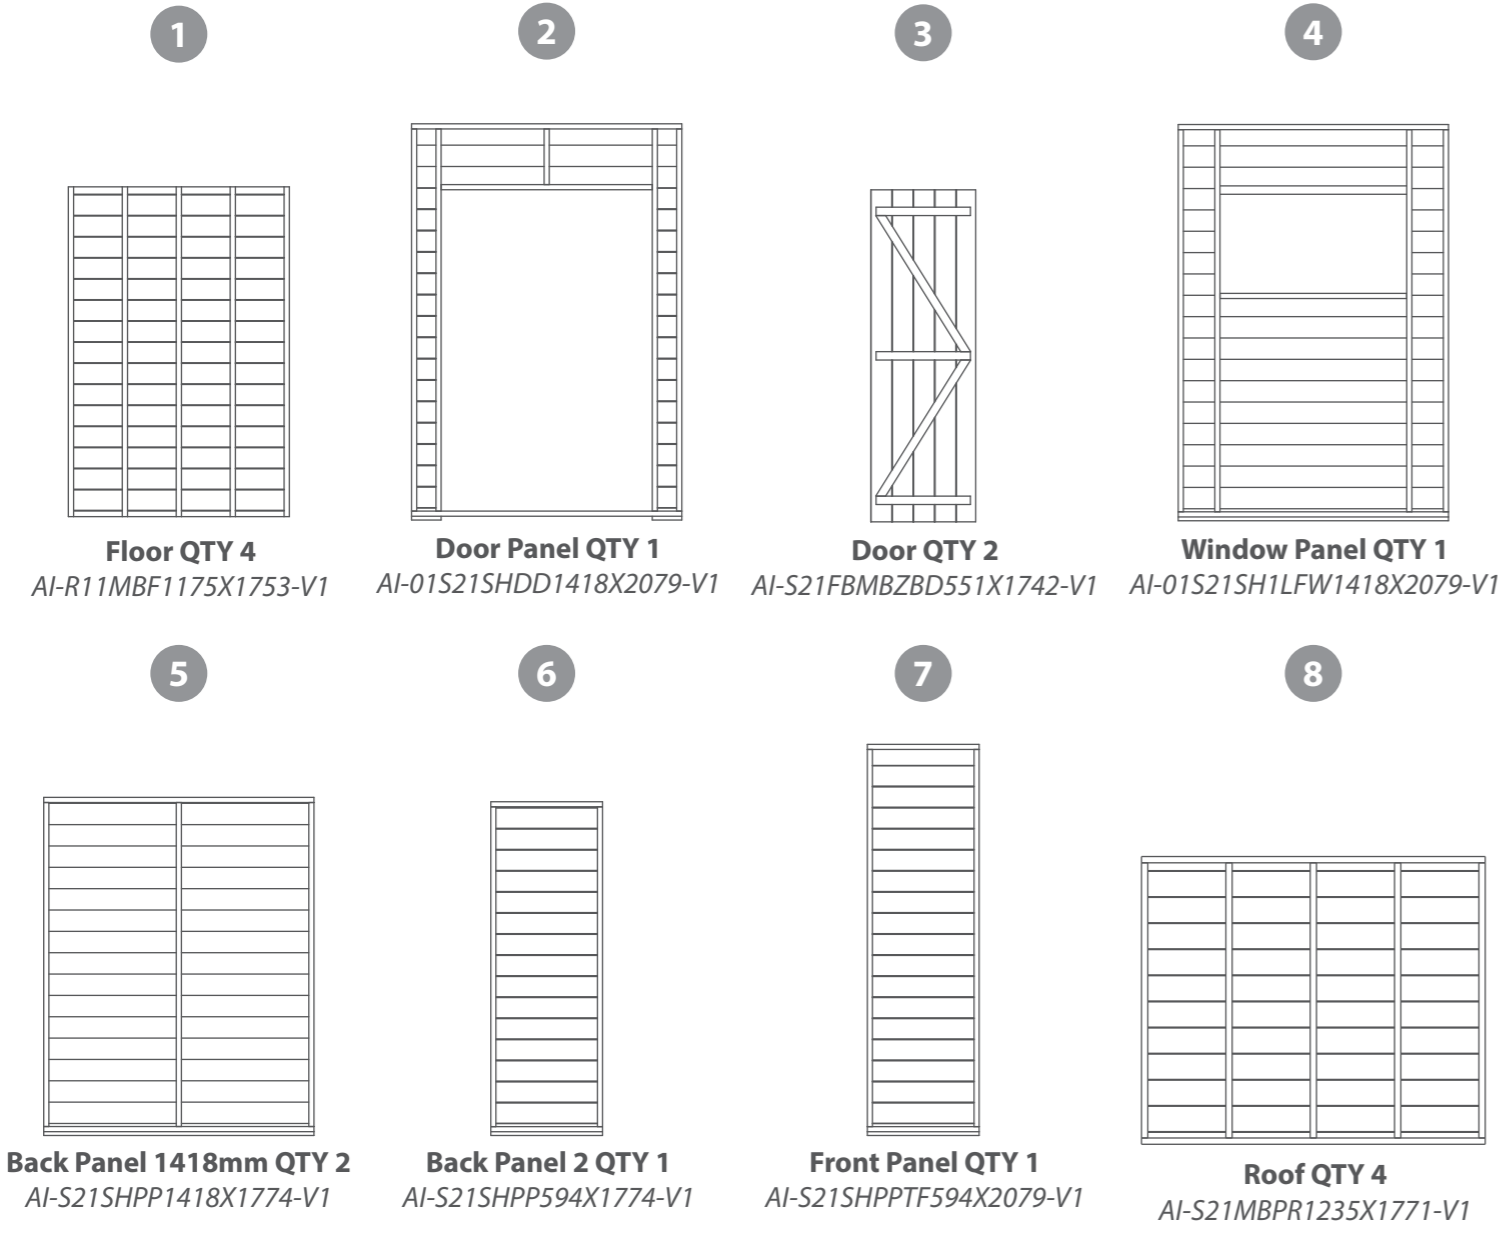 1
2
3
4
Floor QTY 4
AI-R11MBF1175X1753-V1
Door Panel QTY 1
AI-01S21SHDD1418X2079-V1
Door QTY 2
AI-S21FBMBZBD551X1742-V1
Window Panel QTY 1
AI-01S21SH1LFW1418X2079-V1
5
6
7
8
Back Panel 1418mm QTY 2
AI-S21SHPP1418X1774-V1
Back Panel 2 QTY 1
AI-S21SHPP594X1774-V1
Front Panel QTY 1
AI-S21SHPPTF594X2079-V1
Roof QTY 4
AI-S21MBPR1235X1771-V1